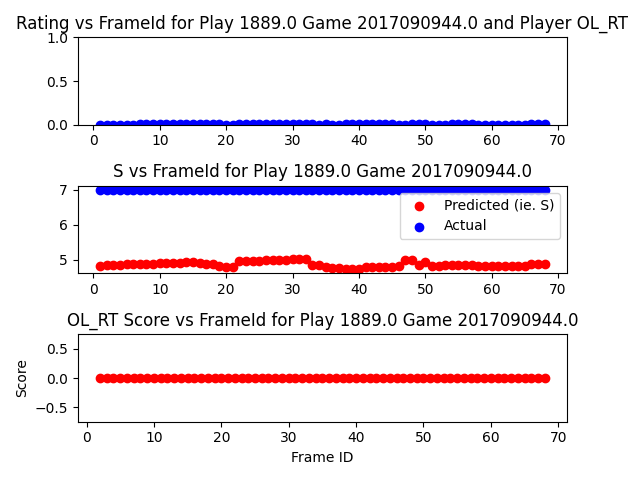 Rating vs FrameId for Play 1889.0 Game 2017090944.0 and Player OL_RT
1.0
0.5
0.0
0 10 20 30 40 50 60 70
S vs FrameId for Play 1889.0 Game 2017090944.0
7
6
5
Predicted (ie. S)
Actual
0 10 20 30 40 50 60 70
OL_RT Score vs FrameId for Play 1889.0 Game 2017090944.0
Score
0.5
0.0
−0.5
0 10 20 30 40 50 60 70
Frame ID